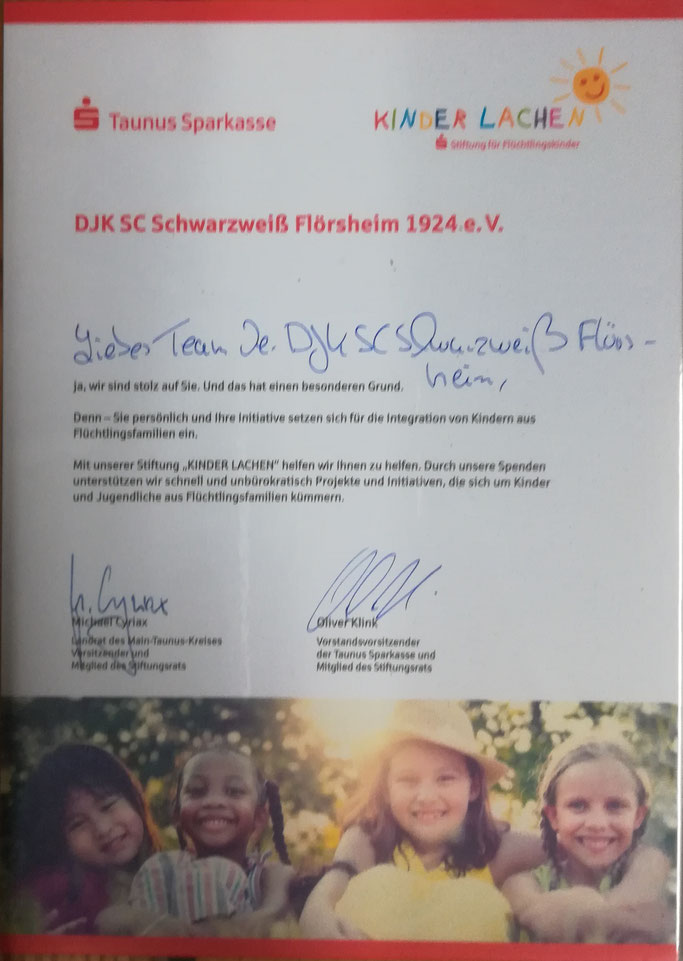 Taunus Sparkasse
KINDER LACHEN
Stiftung für Flüchtlingskinder
DJK SC Schwarzweiß Flörsheim 1924 e.V.
Liebes Team De. DJK SC Schwarzweiß Flörs-
heim,
ja, wir sind stolz auf Sie. Und das hat einen besonderen Grund.
Denn – Sie persönlich und Ihre Initiative setzen sich für die Integration von Kindern aus
Flüchtlingsfamilien ein.
Mit unserer Stiftung „KINDER LACHEN“ helfen wir Ihnen zu helfen. Durch unsere Spenden
unterstützen wir schnell und unbürokratisch Projekte und Initiativen, die sich um Kinder
und Jugendliche aus Flüchtlingsfamilien kümmern.
M. Cyriax
Michael Cyriax
Landrat des Main-Taunus-Kreises
Vorsitzender und
Mitglied des Stiftungsrats
Oliver Klink
Vorstandsvorsitzender
der Taunus Sparkasse und
Mitglied des Stiftungsrats